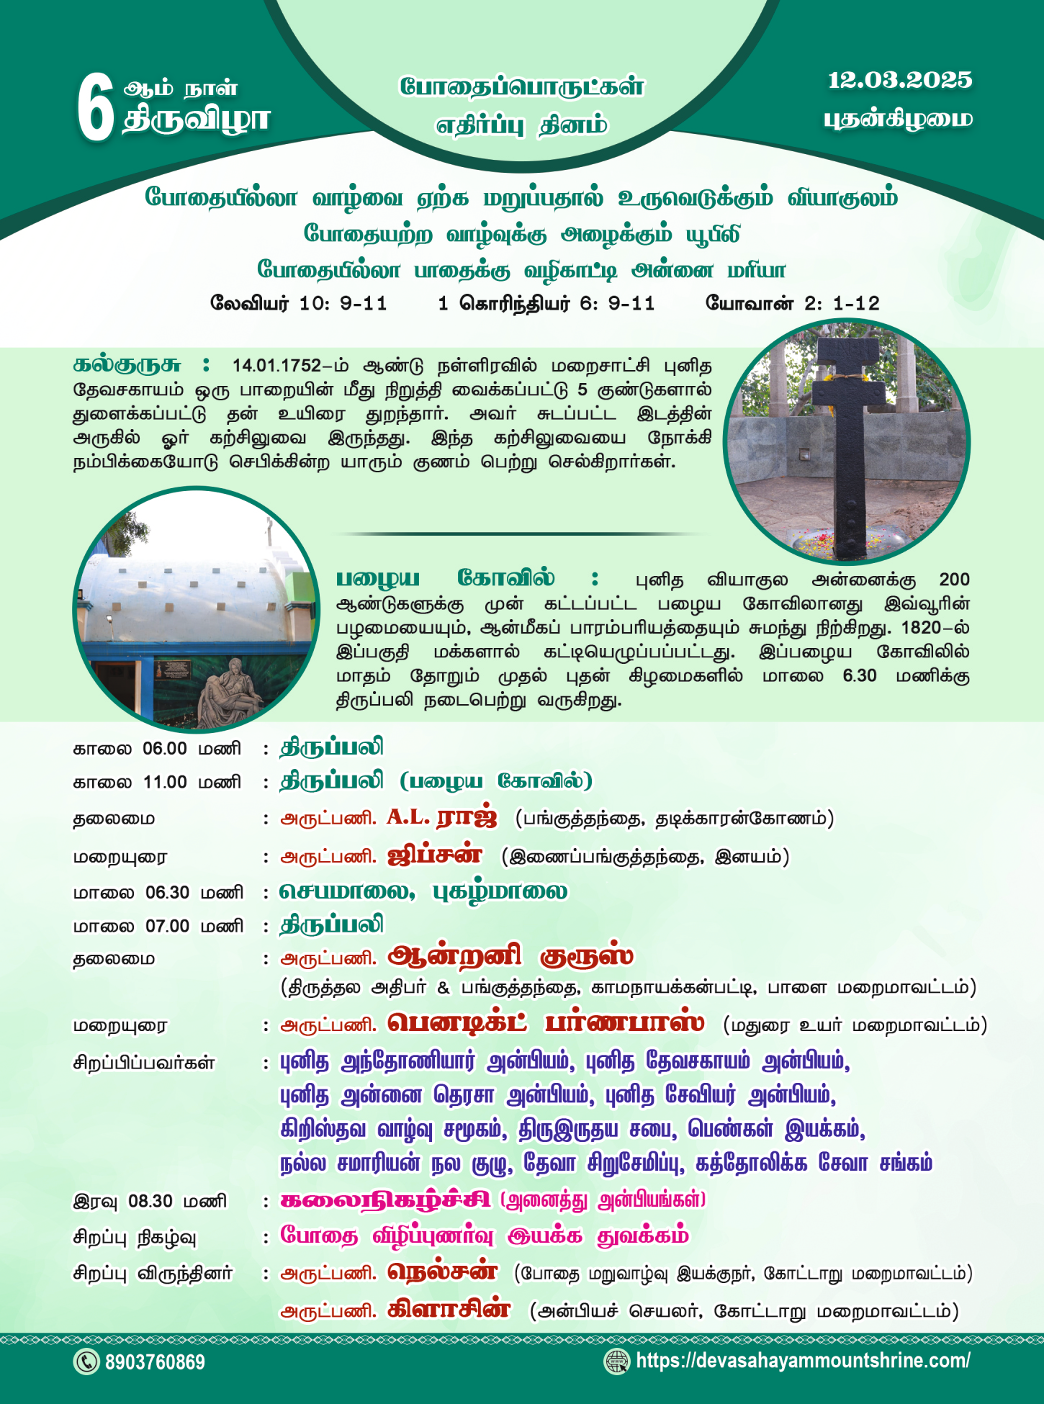 6 ஆம் நாள்
திருவிழா
போதைப்பொருட்கள்
எதிர்ப்பு தினம்
12.03.2025
புதன்கிழமை
போதையில்லா வாழ்வை ஏற்க மறுப்பதால் உருவெடுக்கும் வியாகுலம்
போதையற்ற வாழ்வுக்கு அழைக்கும் யூபிலி
போதையில்லா பாதைக்கு வழிகாட்டி அன்னை மரியா
லேவியர் 10: 9-11 1 கொரிந்தியர் 6: 9-11 யோவான் 2: 1-12
கல்குருசு : 14.01.1752-ம் ஆண்டு நள்ளிரவில் மறைசாட்சி புனித
தேவசகாயம் ஒரு பாறையின் மீது நிறுத்தி வைக்கப்பட்டு 5 குண்டுகளால்
துளைக்கப்பட்டு தன் உயிரை துறந்தார். அவர் சுடப்பட்ட இடத்தின்
அருகில் ஓர் கற்சிலுவை இருந்தது. இந்த கற்சிலுவையை நோக்கி
நம்பிக்கையோடு செபிக்கின்ற யாரும் குணம் பெற்று செல்கிறார்கள்.
பழைய கோவில் : புனித வியாகுல அன்னைக்கு 200
ஆண்டுகளுக்கு முன் கட்டப்பட்ட பழைய கோவிலானது இவ்வூரின்
பழமையையும், ஆன்மீகப் பாரம்பரியத்தையும் சுமந்து நிற்கிறது. 1820-ல்
இப்பகுதி மக்களால் கட்டியெழுப்பப்பட்டது. இப்பழைய கோவிலில்
மாதம் தோறும் முதல் புதன் கிழமைகளில் மாலை 6.30 மணிக்கு
திருப்பலி நடைபெற்று வருகிறது.
காலை 06.00 மணி : திருப்பலி
காலை 11.00 மணி : திருப்பலி (பழைய கோவில்)
தலைமை : அருட்பணி. A.L. ராஜ் (பங்குத்தந்தை, தடிக்காரன்கோணம்)
மறையுரை : அருட்பணி. ஜிப்சன் (இணைப்பங்குத்தந்தை, இனயம்)
மாலை 06.30 மணி : செபமாலை, புகழ்மாலை
மாலை 07.00 மணி : திருப்பலி
தலைமை : அருட்பணி. ஆன்றனி குரூஸ்
(திருத்தல அதிபர் & பங்குத்தந்தை, காமநாயக்கன்பட்டி, பாளை மறைமாவட்டம்)
மறையுரை : அருட்பணி. பெனடிக்ட் பர்ணபாஸ் (மதுரை உயர் மறைமாவட்டம்)
சிறப்பிப்பவர்கள் : புனித அந்தோணியார் அன்பியம், புனித தேவசகாயம் அன்பியம்,
புனித அன்னை தெரசா அன்பியம், புனித சேவியர் அன்பியம்,
கிறிஸ்தவ வாழ்வு சமூகம், திருஇருதய சபை, பெண்கள் இயக்கம்,
நல்ல சமாரியன் நல குழு, தேவா சிறுசேமிப்பு, கத்தோலிக்க சேவா சங்கம்
இரவு 08.30 மணி : கலைநிகழ்ச்சி (அனைத்து அன்பியங்கள்)
சிறப்பு நிகழ்வு : போதை விழிப்புணர்வு இயக்க துவக்கம்
சிறப்பு விருந்தினர் : அருட்பணி. நெல்சன் (போதை மறுவாழ்வு இயக்குநர், கோட்டாறு மறைமாவட்டம்)
அருட்பணி. கிளாசின் (அன்பியச் செயலர், கோட்டாறு மறைமாவட்டம்)
8903760869
https://devasahayammountshrine.com/